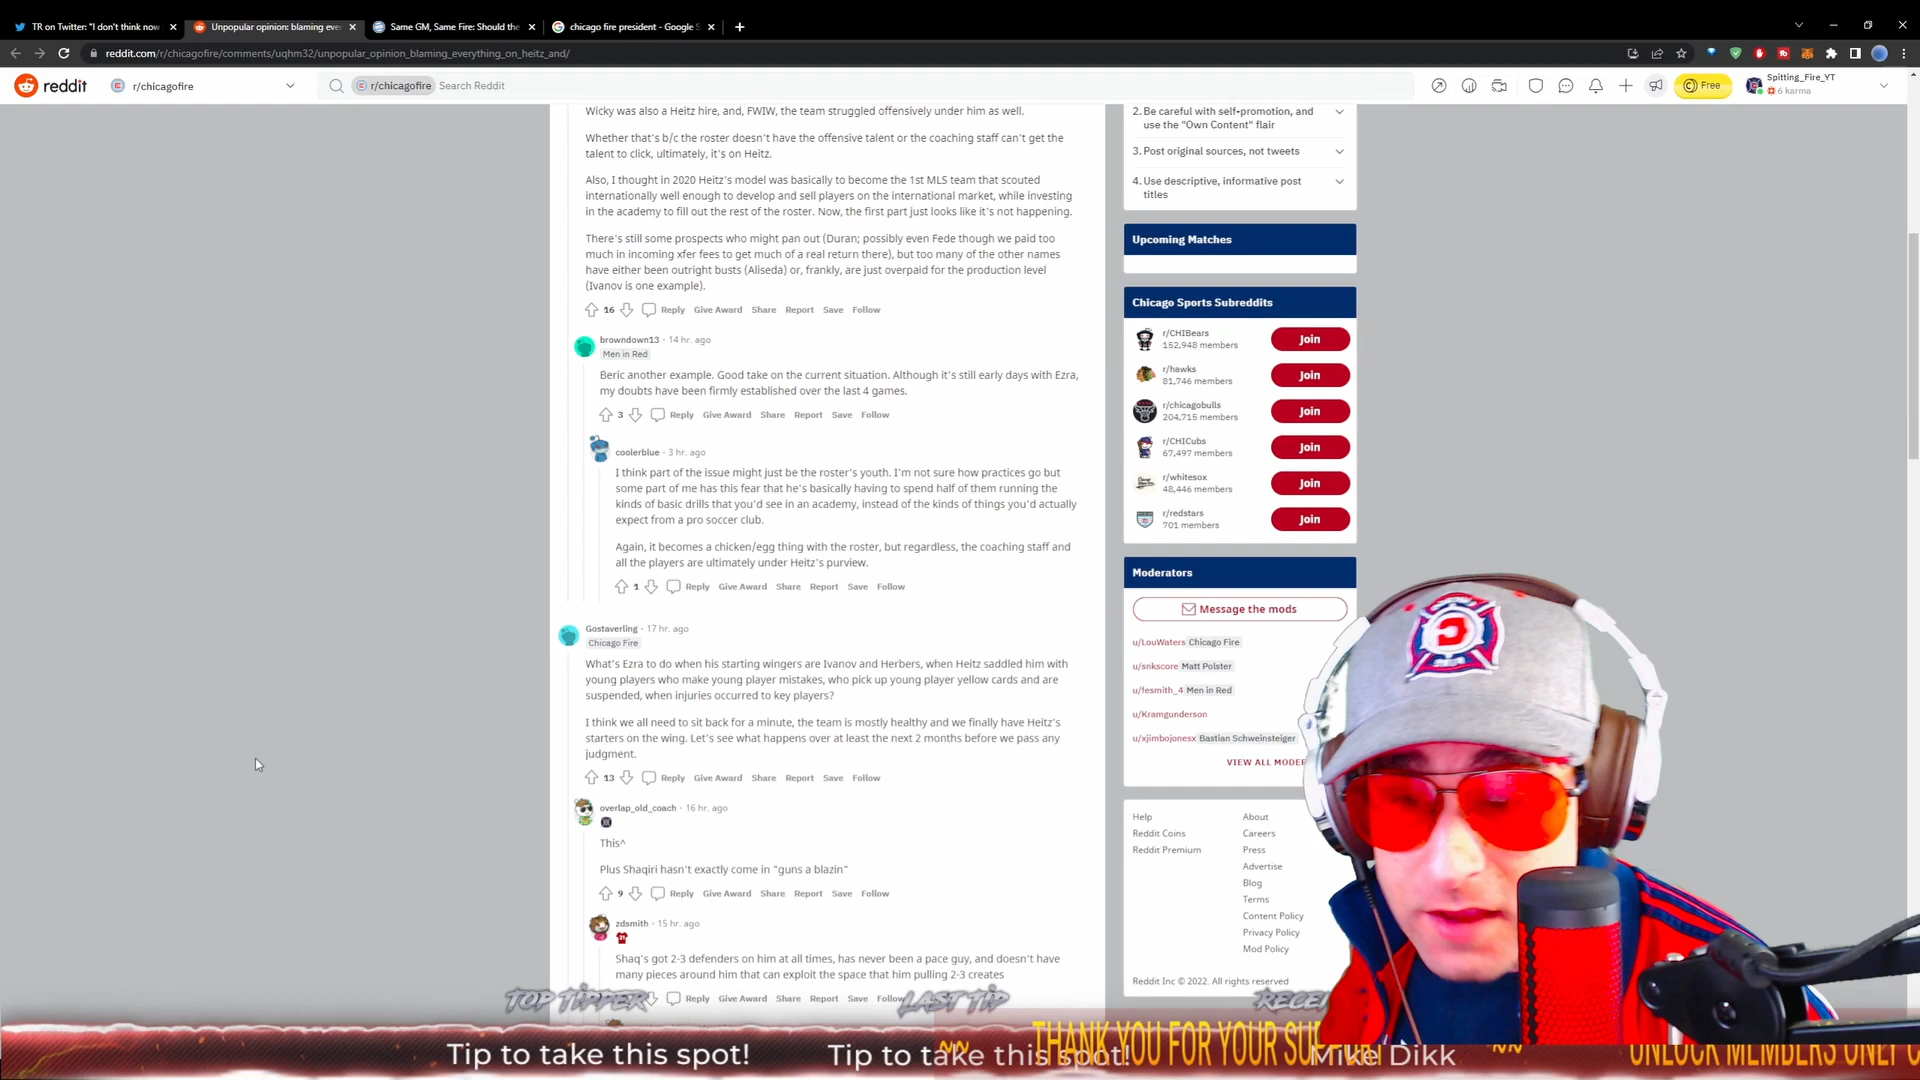 TR on Twitter: "I don't think now
Unpopular opinion: blaming eve
Same GM, Same Fire: Should the
chicago fire president - Google S
reddit.com/r/chicagofire/comments/uqhm32/unpopular_opinion_blaming_everything_on_heitz_and/
reddit
r/chicagofire
r/chicagofire
Search Reddit
Free
Spitting_Fire_YT
6 karma
Wicky was also a Heitz hire, and, FWIW, the team struggled offensively under him as well.
Whether that's b/c the roster doesn't have the offensive talent or the coaching staff can't get the
talent to click, ultimately, it's on Heitz.
Also, I thought in 2020 Heitz's model was basically to become the 1st MLS team that scouted
internationally well enough to develop and sell players on the international market, while investing
in the academy to fill out the rest of the roster. Now, the first part just looks like it's not happening.
There's still some prospects who might pan out (Duran; possibly even Fede though we paid too
much in incoming xfer fees to get much of a real return there), but too many of the other names
have either been outright busts (Aliseda) or, frankly, are just overpaid for the production level
(Ivanov is one example).
16 Reply Give Award Share Report Save Follow
browndown13 · 14 hr. ago
Men in Red
Beric another example. Good take on the current situation. Although it's still early days with Ezra,
my doubts have been firmly established over the last 4 games.
3 Reply Give Award Share Report Save Follow
coolerblue · 3 hr. ago
I think part of the issue might just be the roster's youth. I'm not sure how practices go but
some part of me has this fear that he's basically having to spend half of them running the
kinds of basic drills that you'd see in an academy, instead of the kinds of things you'd actually
expect from a pro soccer club.
Again, it becomes a chicken/egg thing with the roster, but regardless, the coaching staff and
all the players are ultimately under Heitz's purview.
1 Reply Give Award Share Report Save Follow
Gostaverling · 17 hr. ago
Chicago Fire
What's Ezra to do when his starting wingers are Ivanov and Herbers, when Heitz saddled him with
young players who make young player mistakes, who pick up young player yellow cards and are
suspended, when injuries occurred to key players?
I think we all need to sit back for a minute, the team is mostly healthy and we finally have Heitz's
starters on the wing. Let's see what happens over at least the next 2 months before we pass any
judgment.
13 Reply Give Award Share Report Save Follow
overlap_old_coach · 16 hr. ago
This^
Plus Shaqiri hasn't exactly come in "guns a blazin"
9 Reply Give Award Share Report Save Follow
zdsmith · 15 hr. ago
Shaq's got 2-3 defenders on him at all times, has never been a pace guy, and doesn't have
many pieces around him that can exploit the space that him pulling 2-3 creates
Reply Give Award Share Report Save Follow
2. Be careful with self-promotion, and
use the "Own Content" flair
3. Post original sources, not tweets
4. Use descriptive, informative post
titles
Upcoming Matches
Chicago Sports Subreddits
r/CHIBears
152,948 members
Join
r/hawks
81,746 members
Join
r/chicagobulls
204,715 members
Join
r/CHICubs
67,497 members
Join
r/whitesox
48,446 members
Join
r/redstars
701 members
Join
Moderators
Message the mods
u/LouWaters Chicago Fire
u/snkscore Matt Polster
u/fesmith_4 Men in Red
u/Kramgunderson
u/xjimbojonesx Bastian Schweinsteiger
VIEW ALL MODER
Help
Reddit Coins
Reddit Premium
About
Careers
Press
Advertise
Blog
Terms
Content Policy
Privacy Policy
Mod Policy
Reddit Inc © 2022. All rights reserved
TOP TIPPER
LAST TIP
RECE
Tip to take this spot!
Tip to take this spot!
Mike Dikk
~~ THANK YOU FOR YOUR SUP ~~ UNLOCK MEMBERS ONLY C